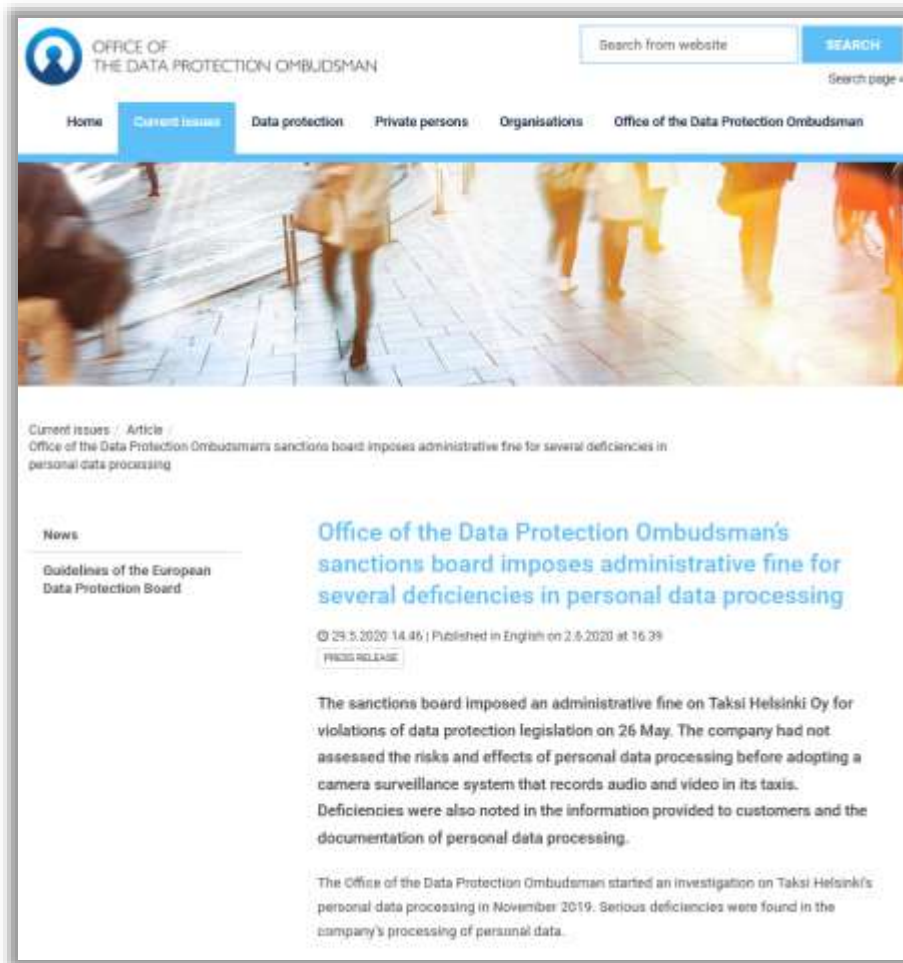 OFFICE OF
THE DATA PROTECTION OMBUDSMAN
Search from website
SEARCH
Search page
Home
Current issues
Data protection
Private persons
Organisations
Office of the Data Protection Ombudsman
Current issues / Article /
Office of the Data Protection Ombudsman's sanctions board imposes administrative fine for several deficiencies in
personal data processing
News
Guidelines of the European
Data Protection Board
Office of the Data Protection Ombudsman's
sanctions board imposes administrative fine for
several deficiencies in personal data processing
29.5.2020 14.46 | Published in English on 2.6.2020 at 16.39
PRESS RELEASE
The sanctions board imposed an administrative fine on Taksi Helsinki Oy for
violations of data protection legislation on 26 May. The company had not
assessed the risks and effects of personal data processing before adopting a
camera surveillance system that records audio and video in its taxis.
Deficiencies were also noted in the information provided to customers and the
documentation of personal data processing.
The Office of the Data Protection Ombudsman started an investigation on Taksi Helsinki's
personal data processing in November 2019. Serious deficiencies were found in the
company's processing of personal data.